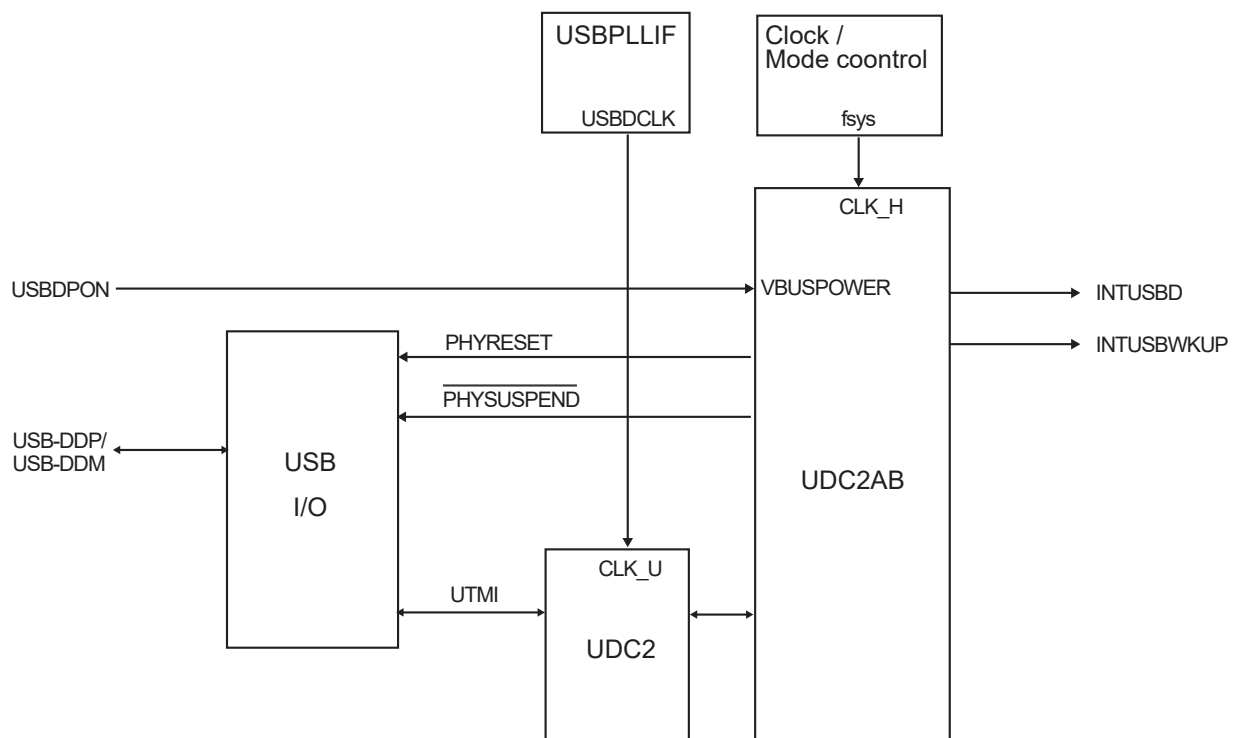 USBPLLIF
USBDCLK
Clock /
Mode coontrol
fsys
CLK_H
USBDPON
VBUSPOWER
INTUSBD
PHYRESET
INTUSBWKUP
PHYSUSPEND
USB-DDP/
USB-DDM
USB
I/O
UDC2AB
CLK_U
UTMI
UDC2